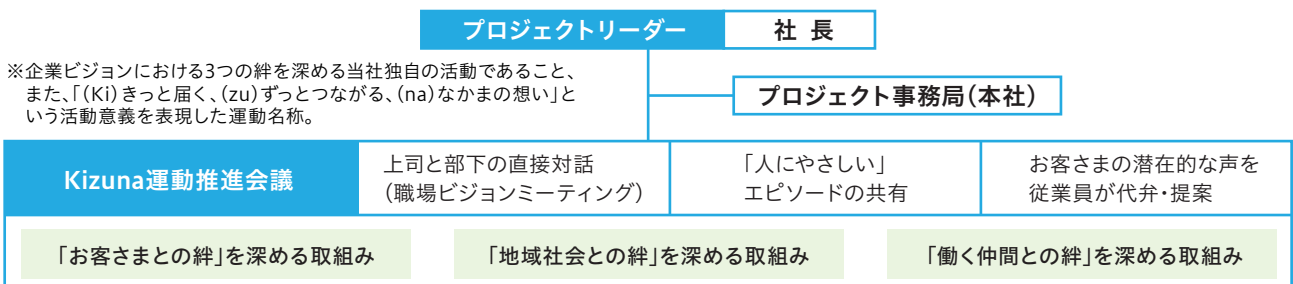 プロジェクトリーダー 社 長
※企業ビジョンにおける3つの絆を深める当社独自の活動であること、
また、「(Ki)きっと届く、(zu)ずっとつながる、(na)なかまの想い」と
いう活動意義を表現した運動名称。
プロジェクト事務局(本社)
Kizuna運動推進会議
上司と部下の直接対話
(職場ビジョンミーティング)
「人にやさしい」
エピソードの共有
お客さまの潜在的な声を
従業員が代弁・提案
「お客さまとの絆」を深める取組み
「地域社会との絆」を深める取組み
「働く仲間との絆」を深める取組み